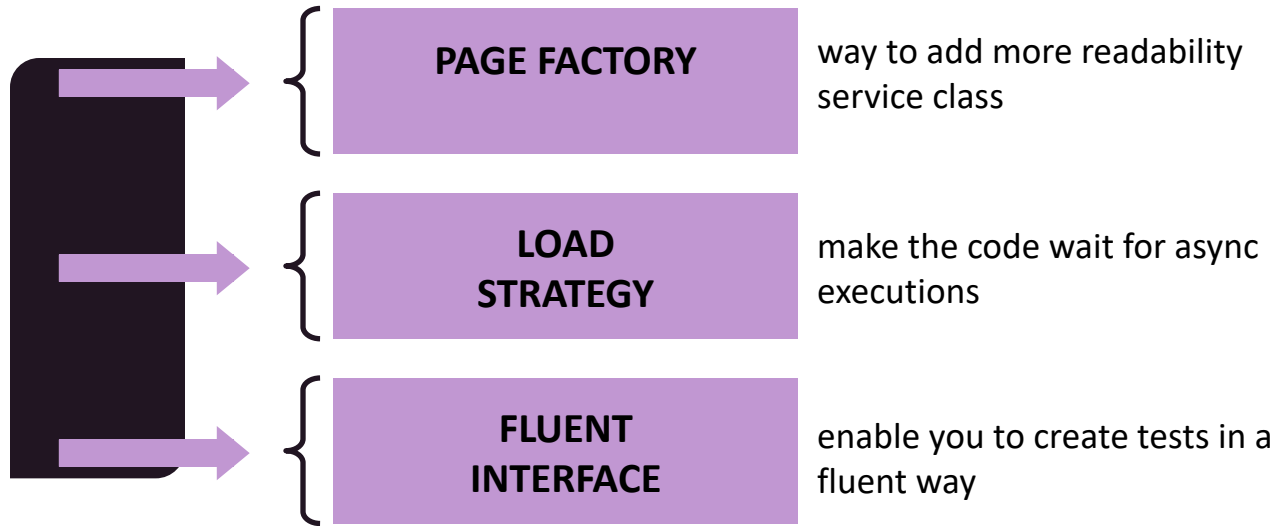 PAGE FACTORY
way to add more readability
service class
LOAD
STRATEGY
make the code wait for async
executions
FLUENT
INTERFACE
enable you to create tests in a
fluent way